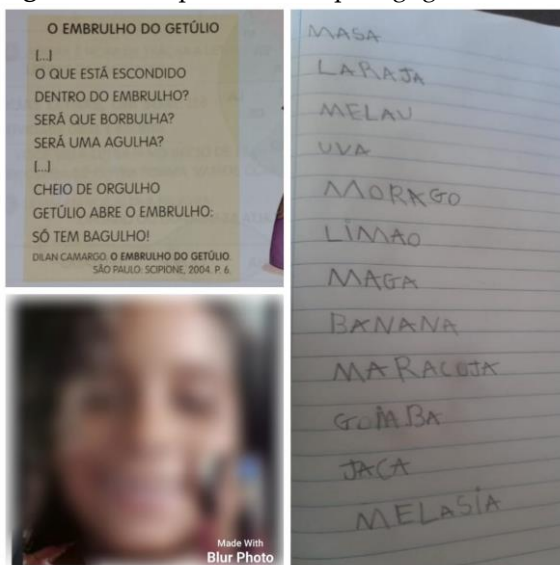 O EMBRULHO DO GETÚLIO
[...]
O QUE ESTÁ ESCONDIDO
DENTRO DO EMBRULHO?
SERÁ QUE BORBULHA?
SERÁ UMA AGULHA?
[...]
CHEIO DE ORGULHO
GETÚLIO ABRE O EMBRULHO:
SÓ TEM BAGULHO!
DILAN CAMARGO. O EMBRULHO DO GETÚLIO.
SÃO PAULO: SCIPIONE, 2004. P. 6.
MASA
LARAJA
MELAU
UVA
MORAGO
LIMAO
MAGA
BANANA
MARACUJA
GOIABA
JACA
MELASIA
Made With
Blur Photo